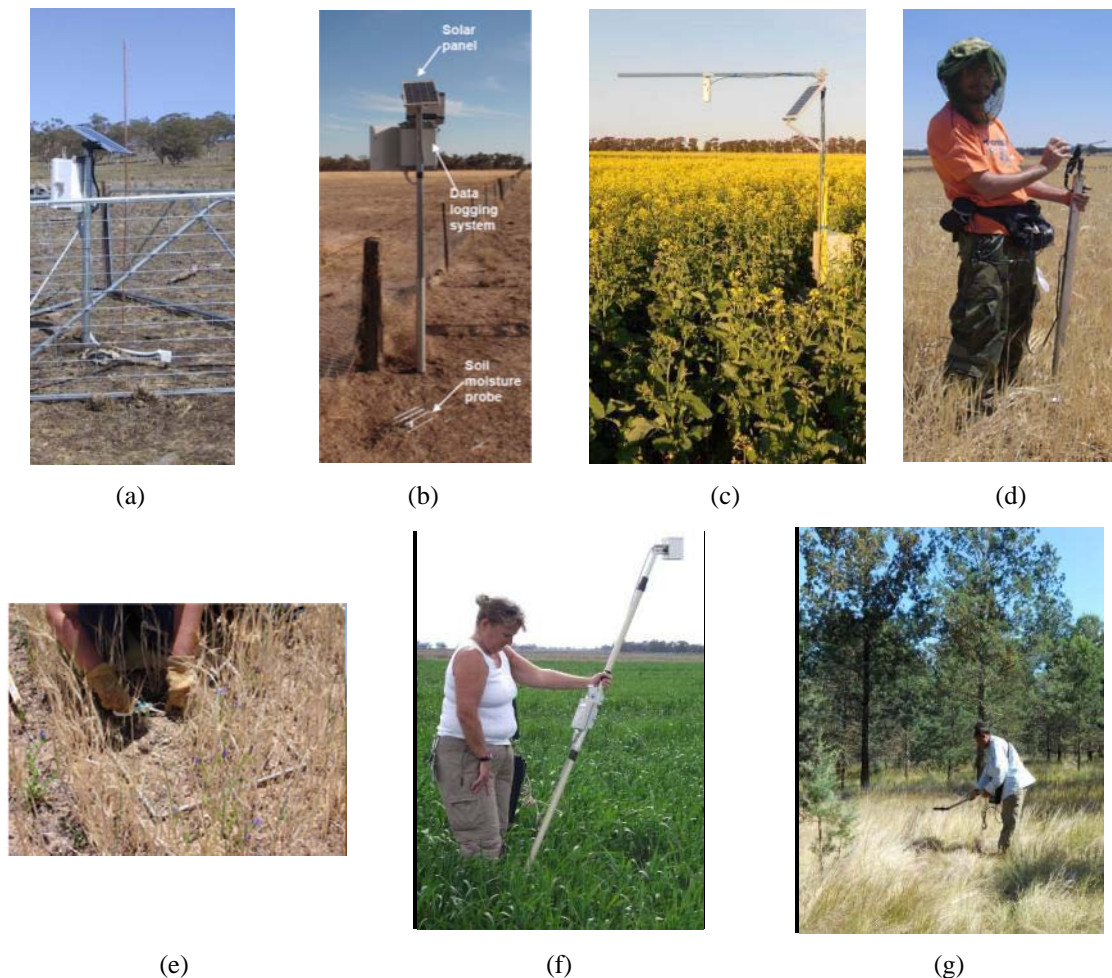 Solar
panel
Data
logging
system
Soil
moisture
probe
(a)
(b)
(c)
(d)
(e)
(f)
(g)